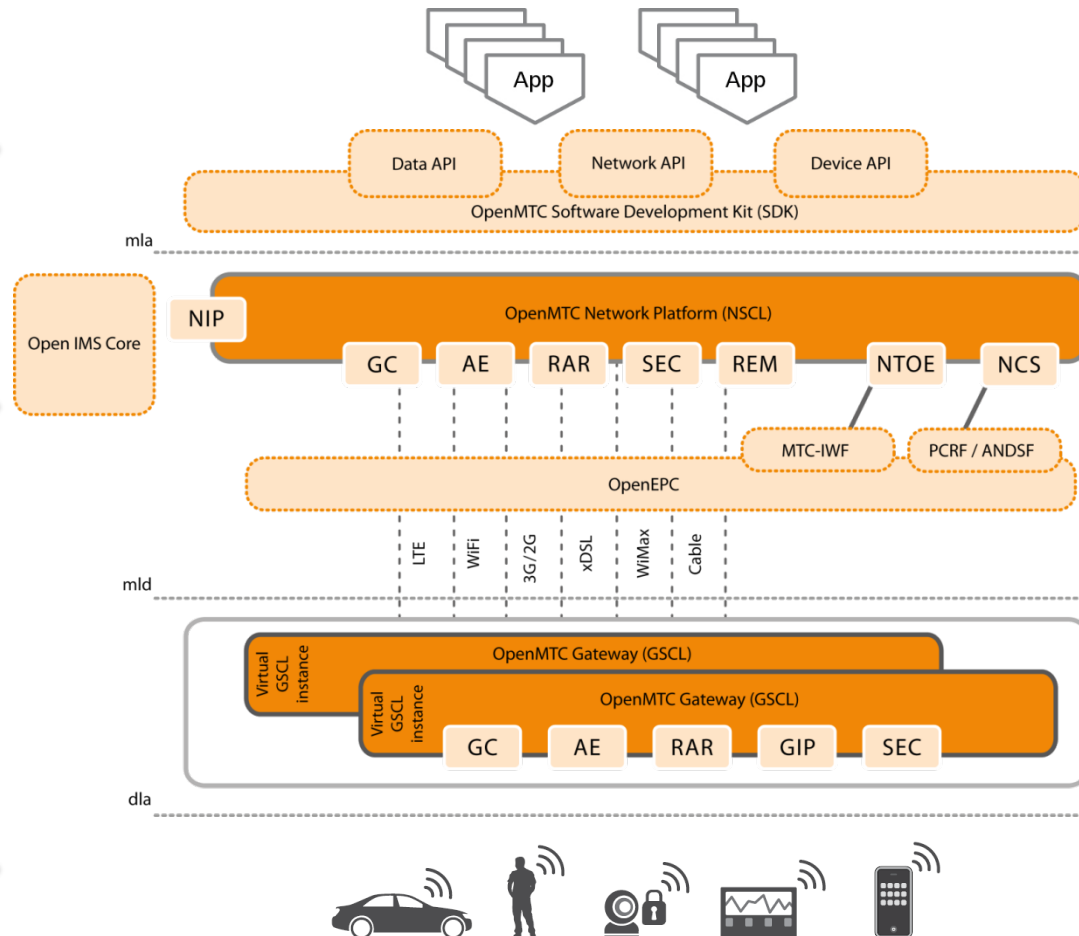 App
App
Data API
Network API
Device API
OpenMTC Software Development Kit (SDK)
mla
Open IMS Core
NIP
OpenMTC Network Platform (NSCL)
GC
AE
RAR
SEC
REM
NTOE
NCS
MTC-IWF
PCRF / ANDSF
OpenEPC
LTE
WiFi
3G/2G
xDSL
WiMax
Cable
mld
Virtual
GSCL
instance
OpenMTC Gateway (GSCL)
Virtual
GSCL
instance
OpenMTC Gateway (GSCL)
GC
AE
RAR
GIP
SEC
dla